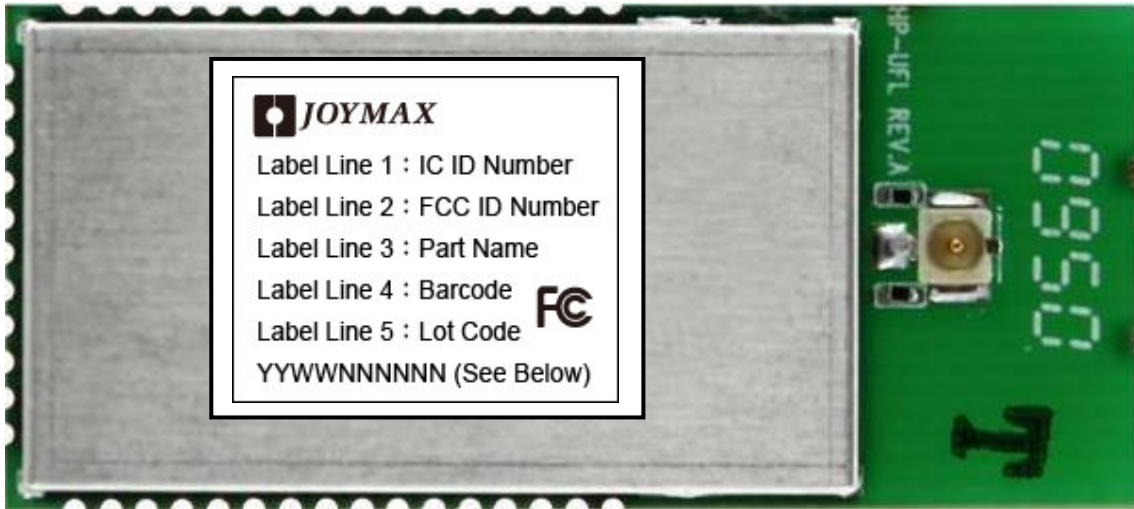 JOYMAX
Label Line 1 : IC ID Number
Label Line 2 : FCC ID Number
Label Line 3 : Part Name
Label Line 4 : Barcode
FC
Label Line 5 : Lot Code
YYWWNNNNNN (See Below)
HP-UFL REV.A